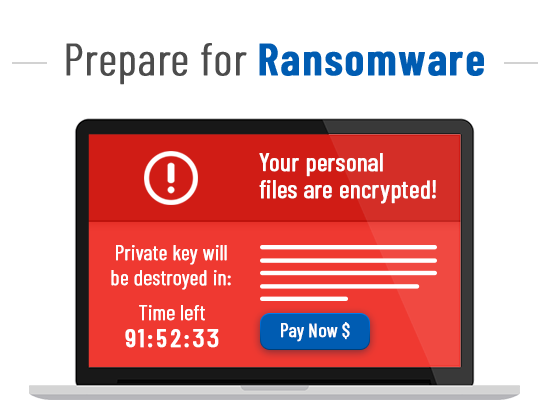 Prepare for Ransomware
Your personal
files are encrypted!
Private key will
be destroyed in:
Time left
91:52:33
Pay Now $